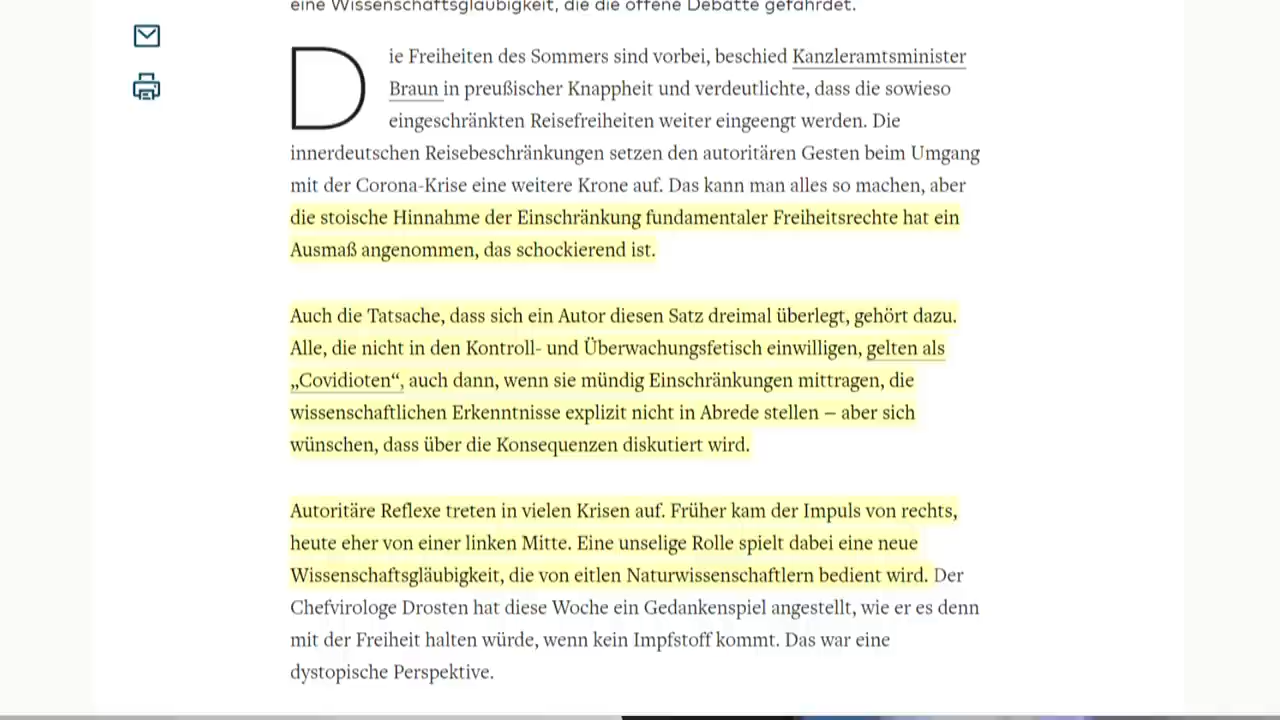 eine Wissenschaftsgläubigkeit, die die offene Debatte gefährdet.
Die Freiheiten des Sommers sind vorbei, beschied Kanzleramtsminister
Braun in preußischer Knappheit und verdeutlichte, dass die sowieso
eingeschränkten Reisefreiheiten weiter eingeengt werden. Die
innerdeutschen Reisebeschränkungen setzen den autoritären Gesten beim Umgang
mit der Corona-Krise eine weitere Krone auf. Das kann man alles so machen, aber
die stoische Hinnahme der Einschränkung fundamentaler Freiheitsrechte hat ein
Ausmaß angenommen, das schockierend ist.
Auch die Tatsache, dass sich ein Autor diesen Satz dreimal überlegt, gehört dazu.
Alle, die nicht in den Kontroll- und Überwachungsfetisch einwilligen, gelten als
„Covidioten“, auch dann, wenn sie mündig Einschränkungen mittragen, die
wissenschaftlichen Erkenntnisse explizit nicht in Abrede stellen – aber sich
wünschen, dass über die Konsequenzen diskutiert wird.
Autoritäre Reflexe treten in vielen Krisen auf. Früher kam der Impuls von rechts,
heute eher von einer linken Mitte. Eine unselige Rolle spielt dabei eine neue
Wissenschaftsgläubigkeit, die von eitlen Naturwissenschaftlern bedient wird. Der
Chefvirologe Drosten hat diese Woche ein Gedankenspiel angestellt, wie er es denn
mit der Freiheit halten würde, wenn kein Impfstoff kommt. Das war eine
dystopische Perspektive.